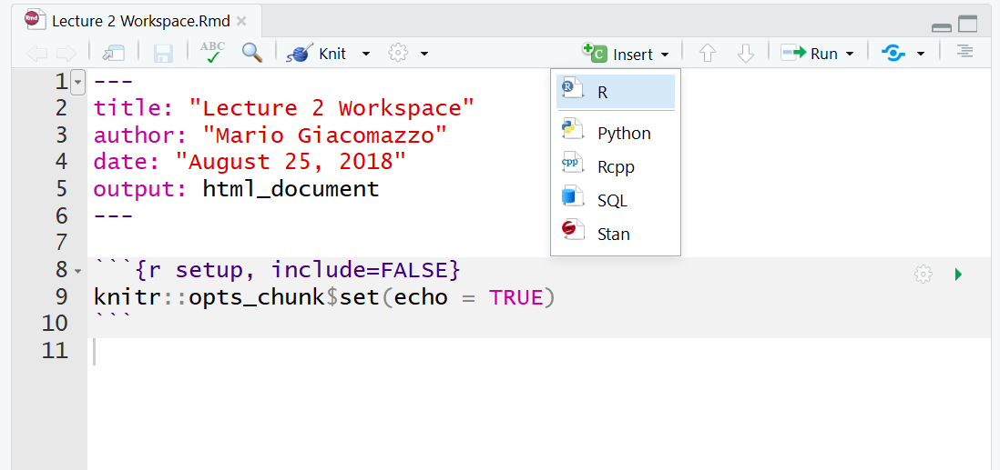 Lecture 2 Workspace.Rmd
ABC Knit Insert Run
1 ---
2 title: "Lecture 2 Workspace"
3 author: "Mario Giacomazzo"
4 date: "August 25, 2018"
5 output: html_document
6 ---
7
8 ```{r setup, include=FALSE}
9 knitr::opts_chunk$set(echo = TRUE)
10 ```
11
R
Python
Rcpp
SQL
Stan